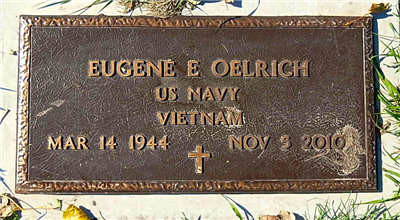 EUGENE E OELRICH
US NAVY
VIETNAM
MAR 14 1944 NOV 5 2010